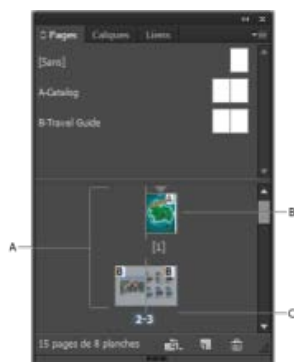 Pages Calques Liens
[Sans]
A-Catalog
B-Travel Guide
A
B
A
[1]
B B
C
2-3
15 pages de 8 planches